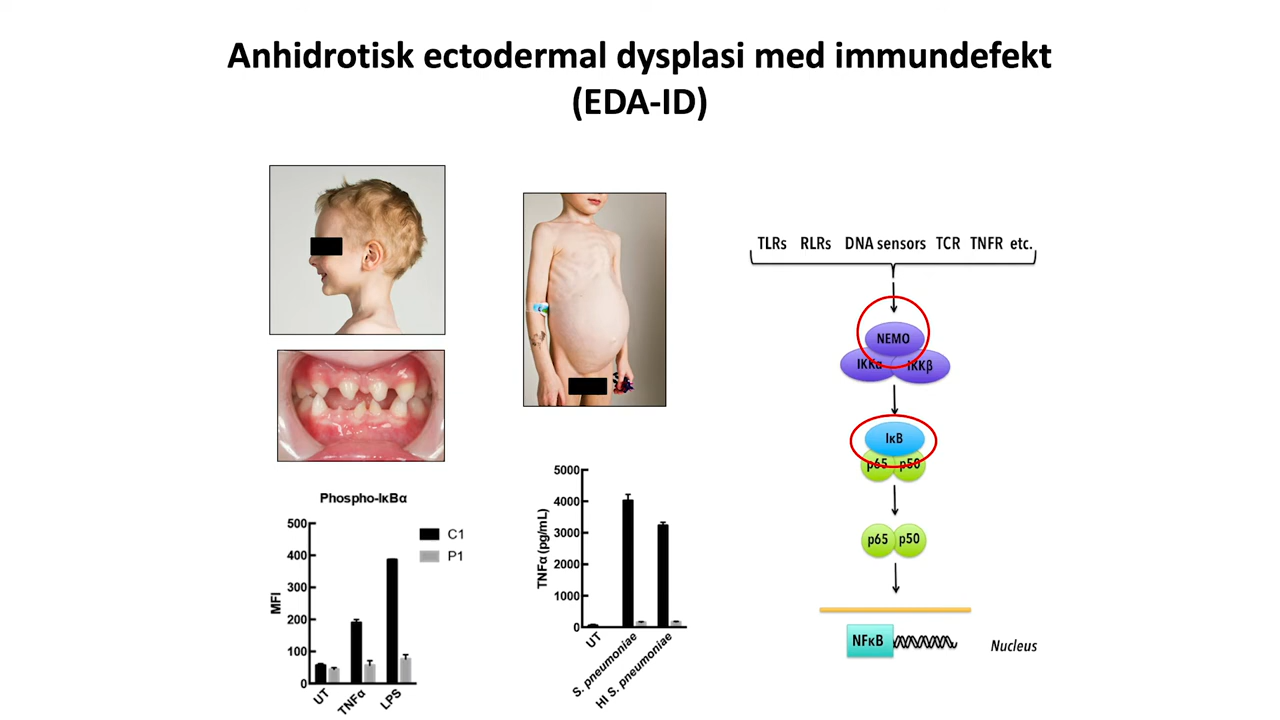 Anhidrotisk ectodermal dysplasi med immundefekt
(EDA-ID)
TLRs RLRs DNA sensors TCR TNFR etc.
NEMO
IKKα IKKβ
IκB
p65 p50
p65 p50
NFκB
Nucleus
Phospho-IκBα
500
400
300
200
100
0
MFI
UT
TNFα
LPS
C1
P1
5000
4000
3000
2000
1000
0
TNFα (pg/mL)
UT
S. pneumoniae
HI S. pneumoniae